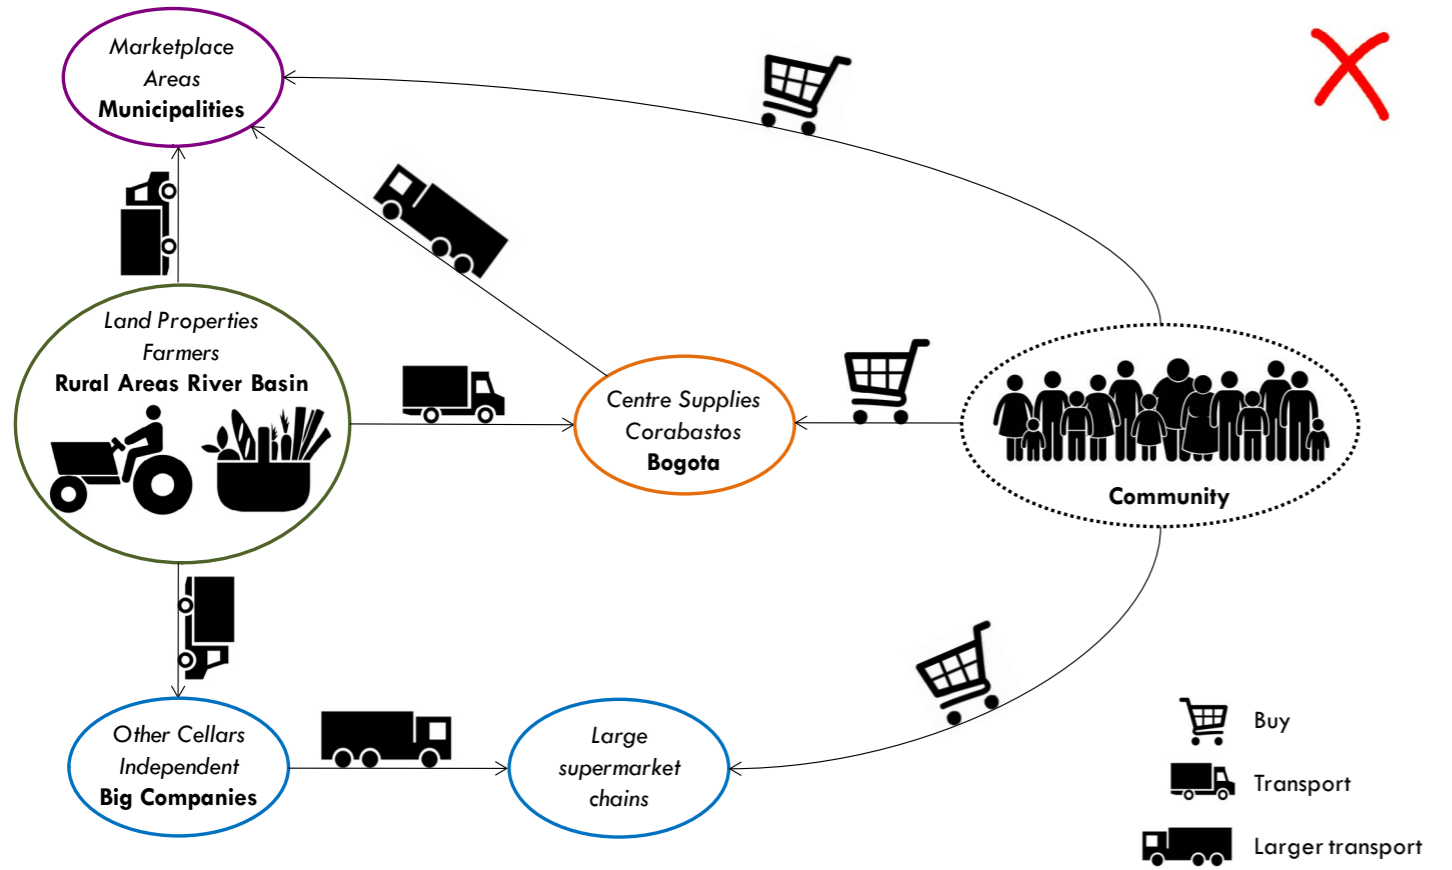 Marketplace
Areas
Municipalities
Land Properties
Farmers
Rural Areas River Basin
Centre Supplies
Corabastos
Bogota
Community
Other Cellars
Independent
Big Companies
Large
supermarket
chains
Buy
Transport
Larger transport